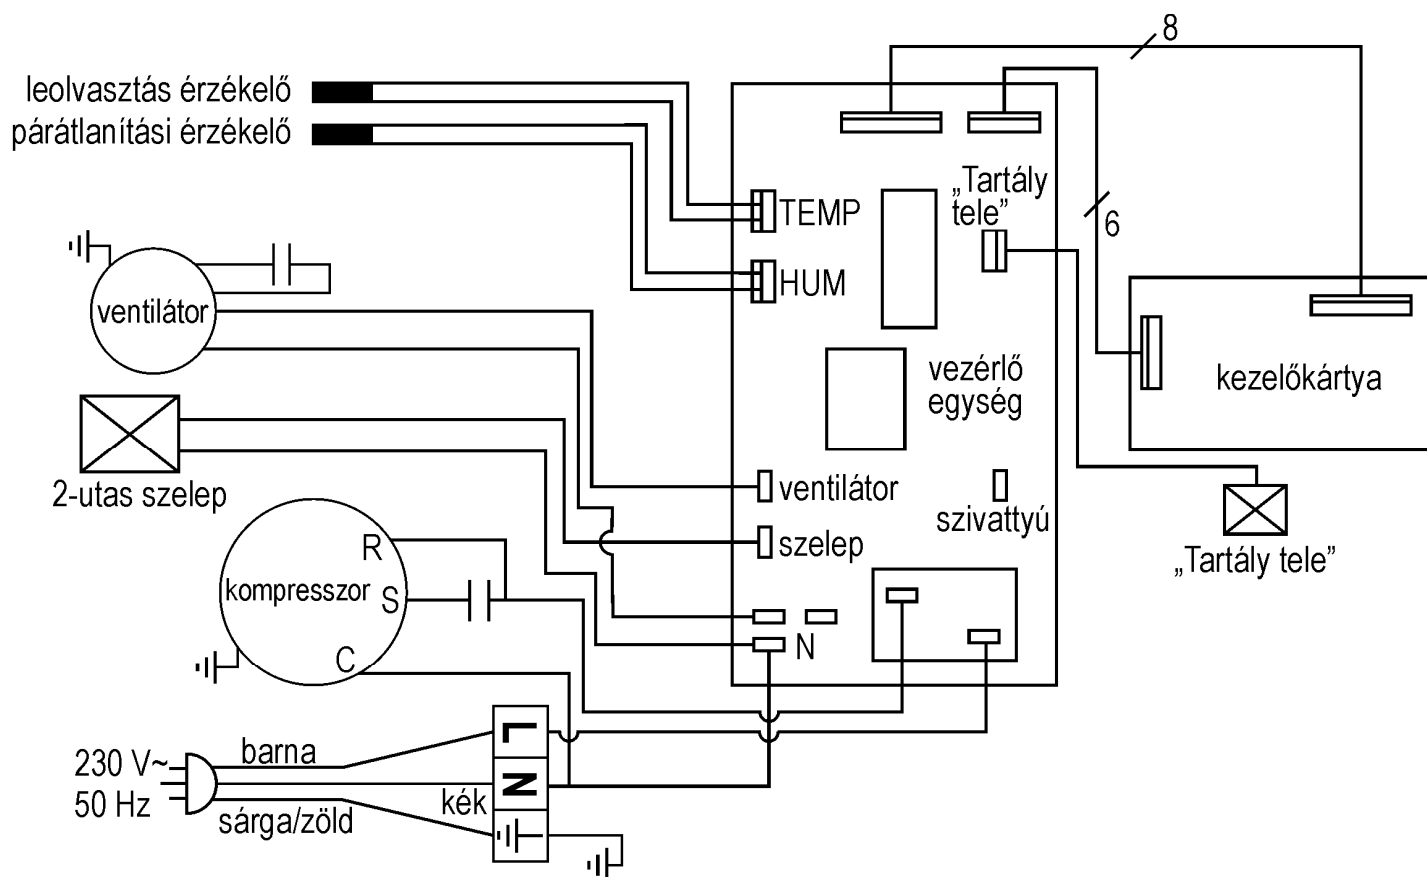 8
leolvasztás érzékelő
párátlanítási érzékelő
„Tartály
tele”
TEMP
6
HUM
ventilátor
vezérlő
egység
kezelőkártya
2-utas szelep
ventilátor
szivattyú
szelep
„Tartály tele”
R
kompresszor
S
C
N
L
barna
230 V~
50 Hz
N
kék
sárga/zöld